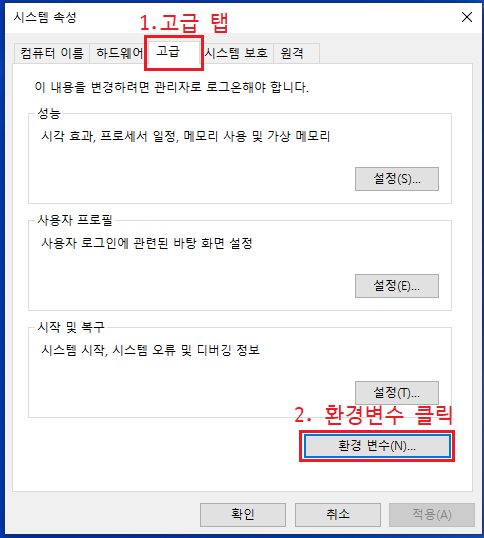 시스템 속성
1.고급 탭
컴퓨터 이름 하드웨어 고급 시스템 보호 원격
이 내용을 변경하려면 관리자로 로그온해야 합니다.
성능
시각 효과, 프로세서 일정, 메모리 사용 및 가상 메모리
설정(S)...
사용자 프로필
사용자 로그인에 관련된 바탕 화면 설정
설정(E)...
시작 및 복구
시스템 시작, 시스템 오류 및 디버깅 정보
설정(T)...
2. 환경변수 클릭
환경 변수(N)...
확인 취소 적용(A)